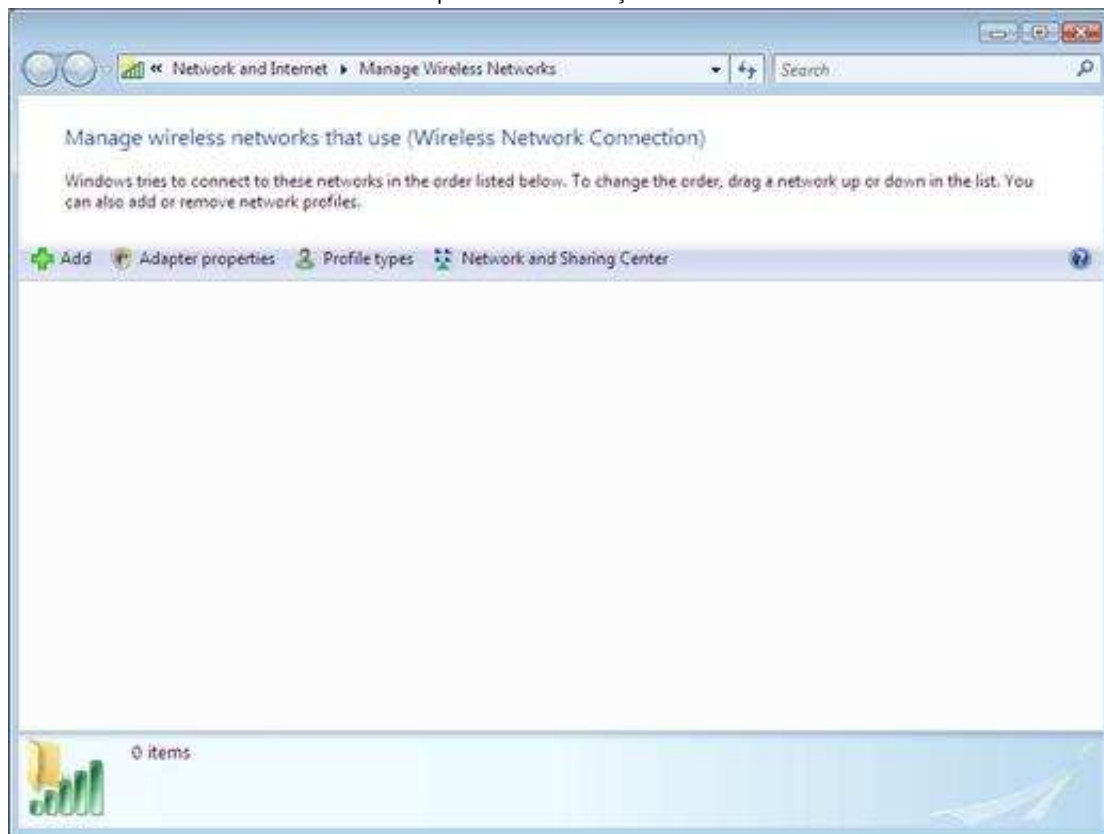 « Network and Internet ▸ Manage Wireless Networks
Search
Manage wireless networks that use (Wireless Network Connection)
Windows tries to connect to these networks in the order listed below. To change the order, drag a network up or down in the list. You
can also add or remove network profiles.
Add Adapter properties Profile types Network and Sharing Center
0 items